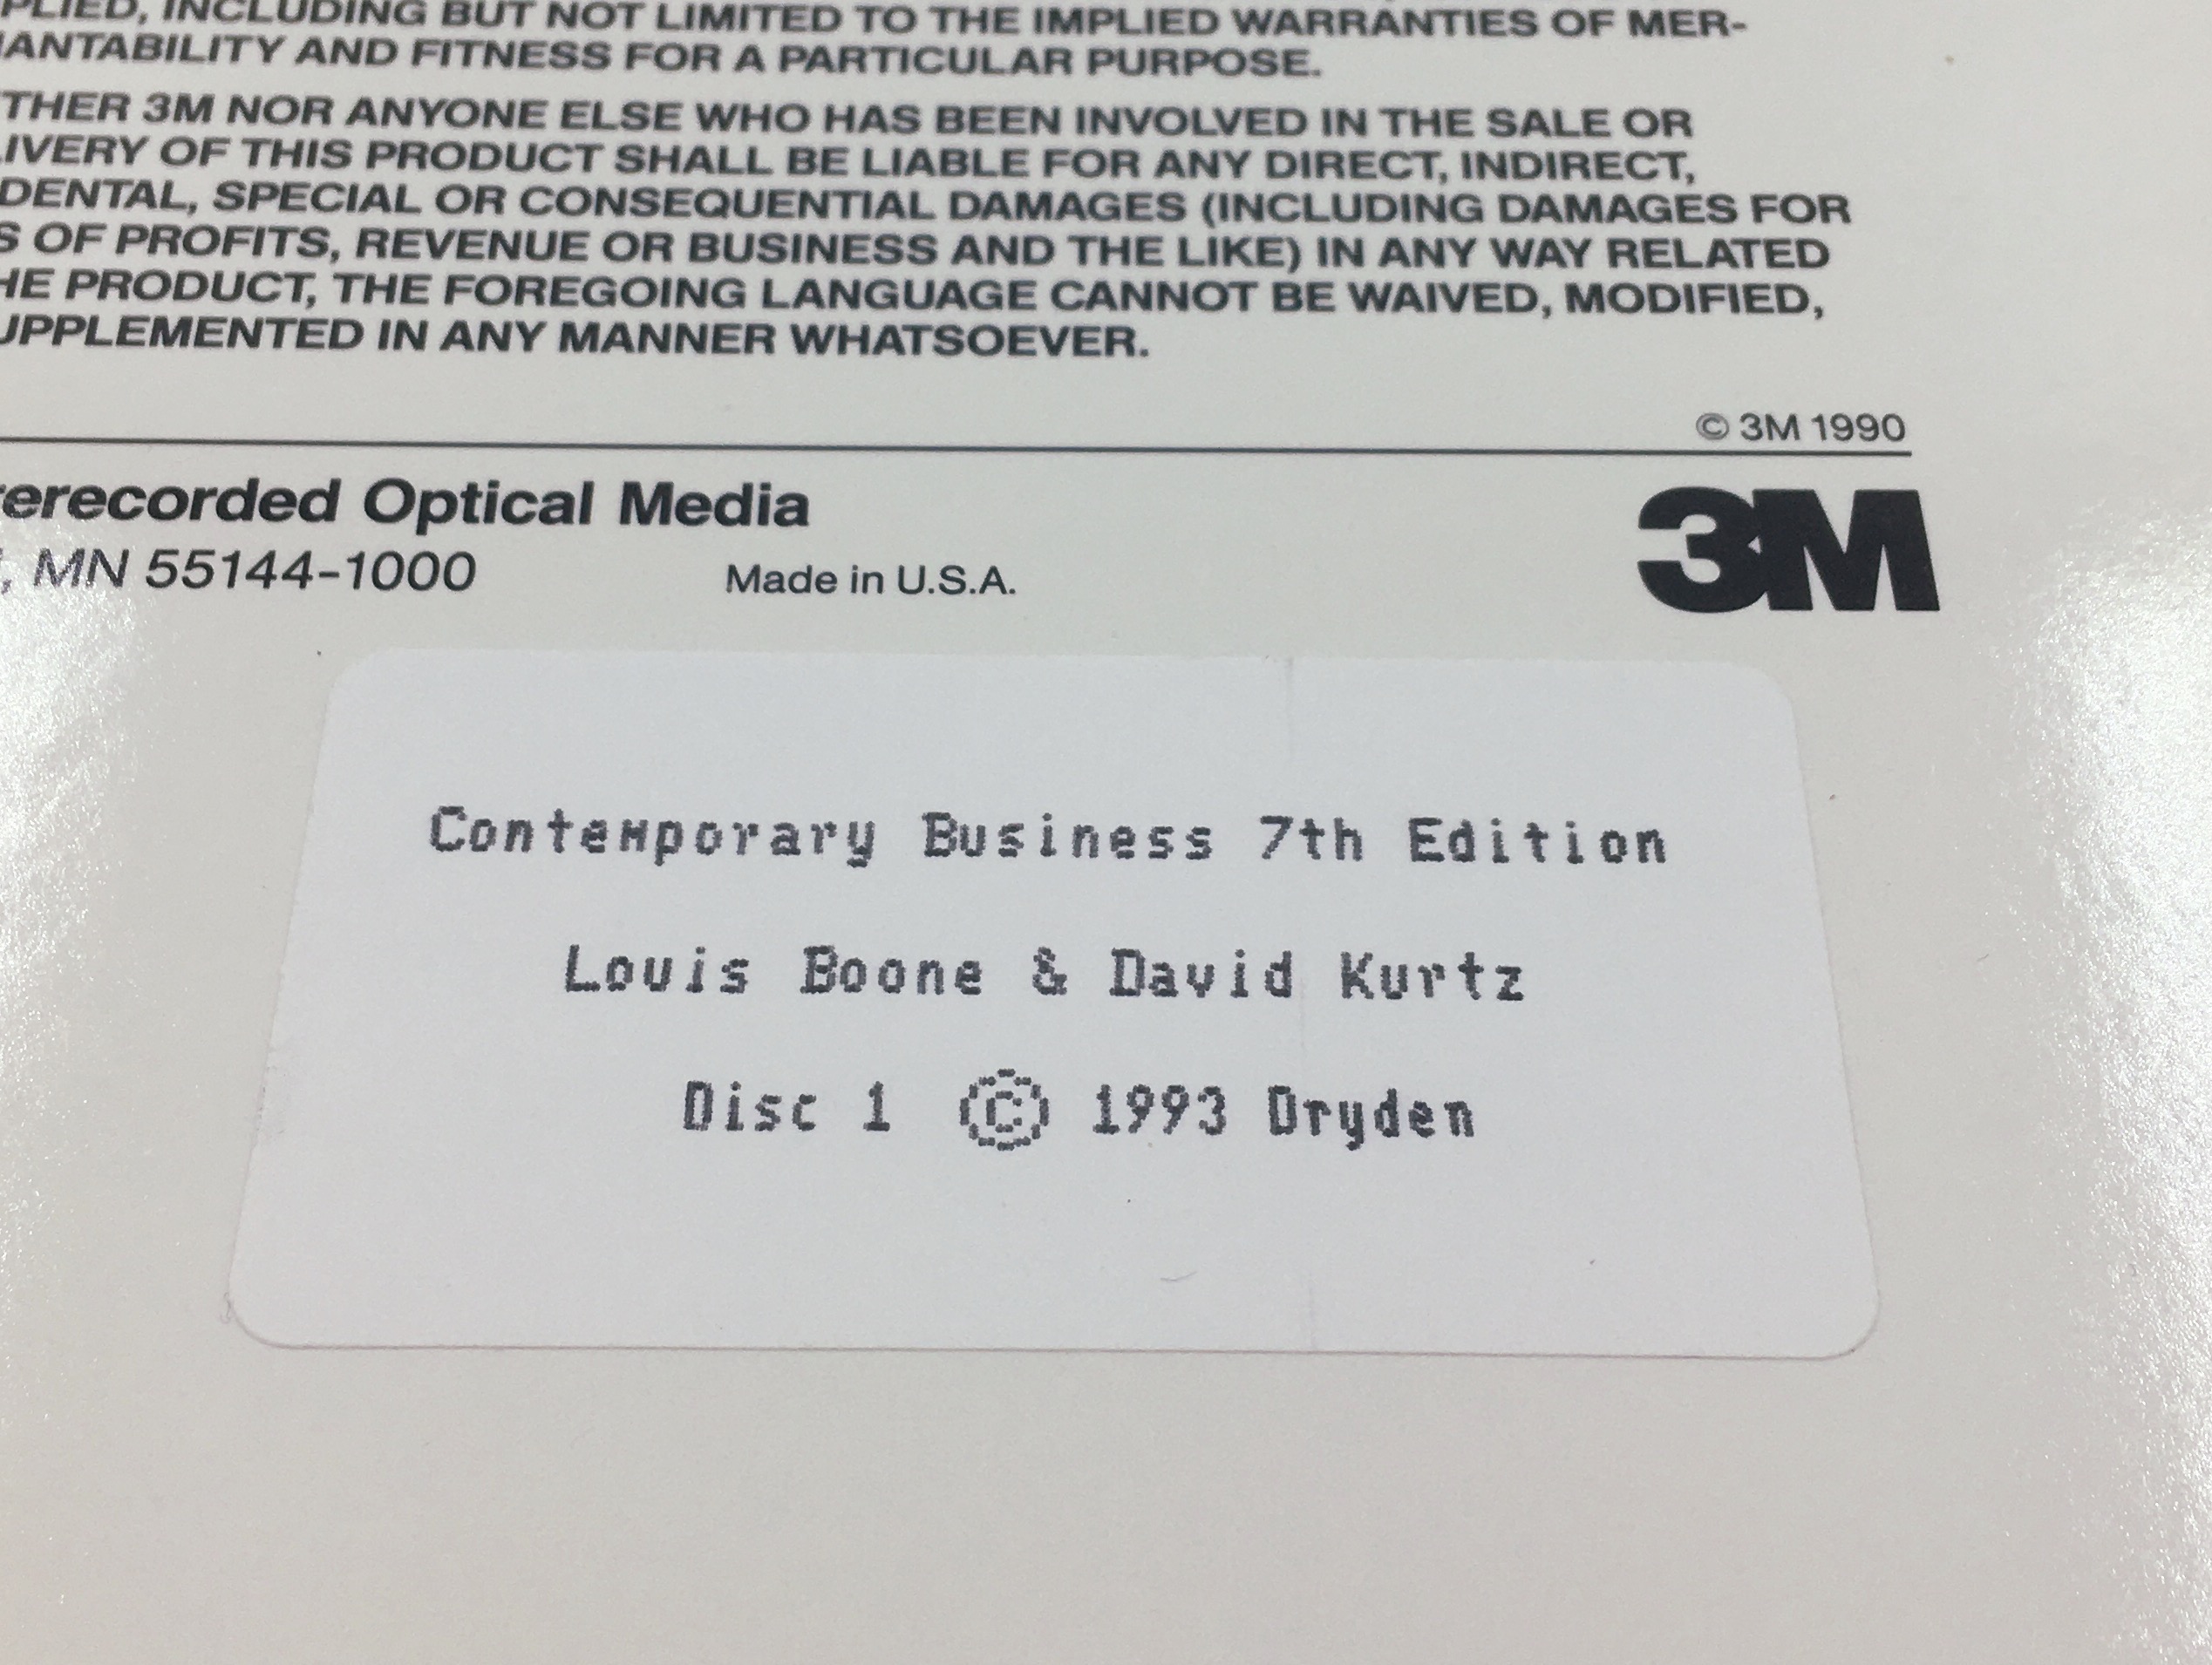 PLIED, INCLUDING BUT NOT LIMITED TO THE IMPLIED WARRANTIES OF MER-
ANTABILITY AND FITNESS FOR A PARTICULAR PURPOSE.
THER 3M NOR ANYONE ELSE WHO HAS BEEN INVOLVED IN THE SALE OR
IVERY OF THIS PRODUCT SHALL BE LIABLE FOR ANY DIRECT, INDIRECT,
DENTAL, SPECIAL OR CONSEQUENTIAL DAMAGES (INCLUDING DAMAGES FOR
S OF PROFITS, REVENUE OR BUSINESS AND THE LIKE) IN ANY WAY RELATED
HE PRODUCT, THE FOREGOING LANGUAGE CANNOT BE WAIVED, MODIFIED,
UPPLEMENTED IN ANY MANNER WHATSOEVER.
© 3M 1990
erecorded Optical Media
, MN 55144-1000 Made in U.S.A.
3M
Contemporary Business 7th Edition
Louis Boone & David Kurtz
Disc 1 © 1993 Dryden